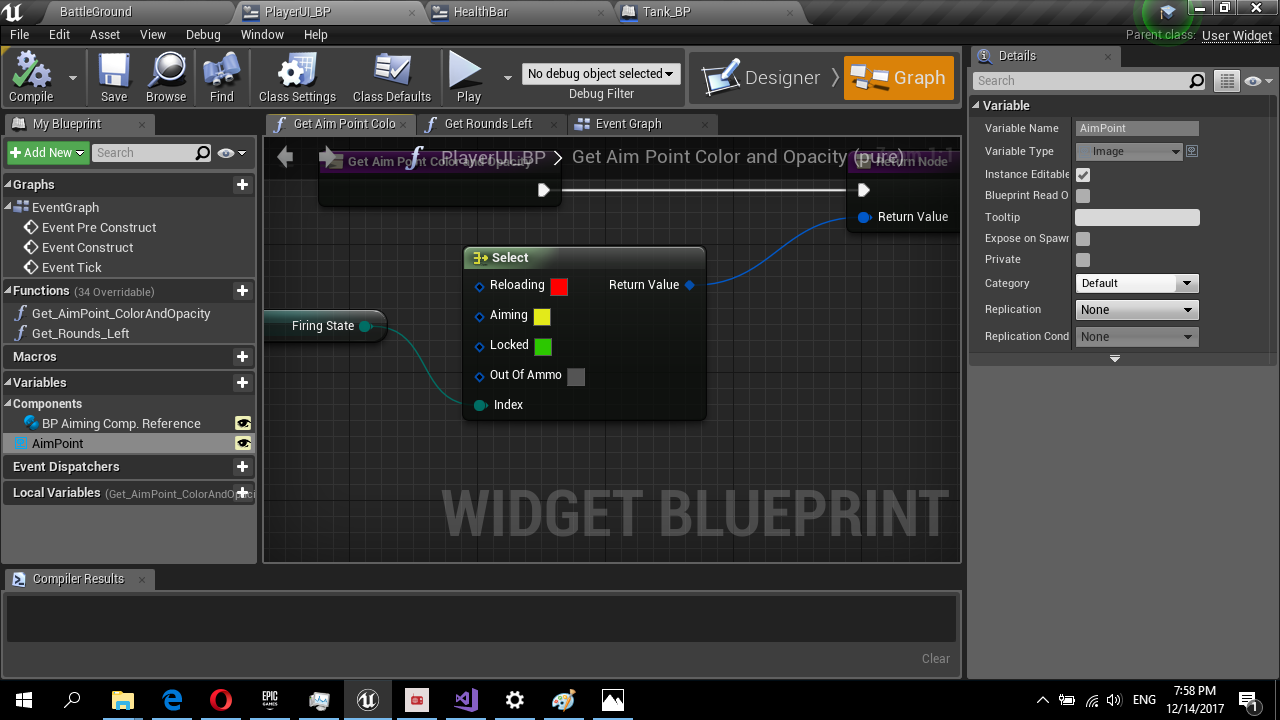 BattleGround
PlayerUI_BP
HealthBar
Tank_BP
File Edit Asset View Debug Window Help
Parent class: User Widget
Compile
Save
Browse
Find
Class Settings
Class Defaults
Play
No debug object selected
Debug Filter
Designer
Graph
My Blueprint
Add New
Search
Graphs
EventGraph
Event Pre Construct
Event Construct
Event Tick
Functions (34 Overridable)
Get_AimPoint_ColorAndOpacity
Get_Rounds_Left
Macros
Variables
Components
BP Aiming Comp. Reference
AimPoint
Event Dispatchers
Local Variables (Get_AimPoint_ColorAndOpaci
Get Aim Point Colo
Get Rounds Left
Event Graph
PlayerUI_BP > Get Aim Point Color and Opacity (pure)
Return Node
Return Value
Select
Reloading
Return Value
Aiming
Locked
Out Of Ammo
Index
Firing State
WIDGET BLUEPRINT
Compiler Results
Clear
Details
Search
Variable
Variable Name AimPoint
Variable Type Image
Instance Editable
Blueprint Read O
Tooltip
Expose on Spawn
Private
Category Default
Replication None
Replication Cond None
EPIC
GAMES
ENG
7:58 PM
12/14/2017
1